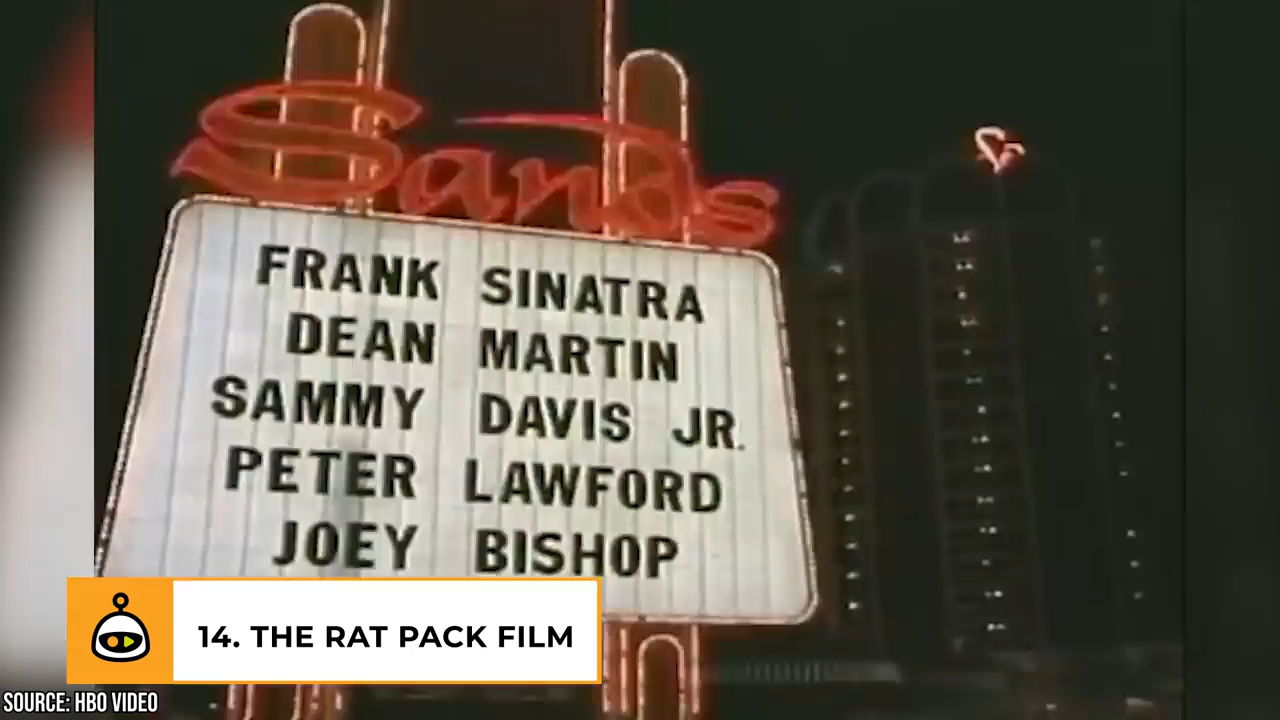 Sands
FRANK SINATRA
DEAN MARTIN
SAMMY DAVIS JR.
PETER LAWFORD
JOEY BISHOP
14. THE RAT PACK FILM
SOURCE: HBO VIDEO